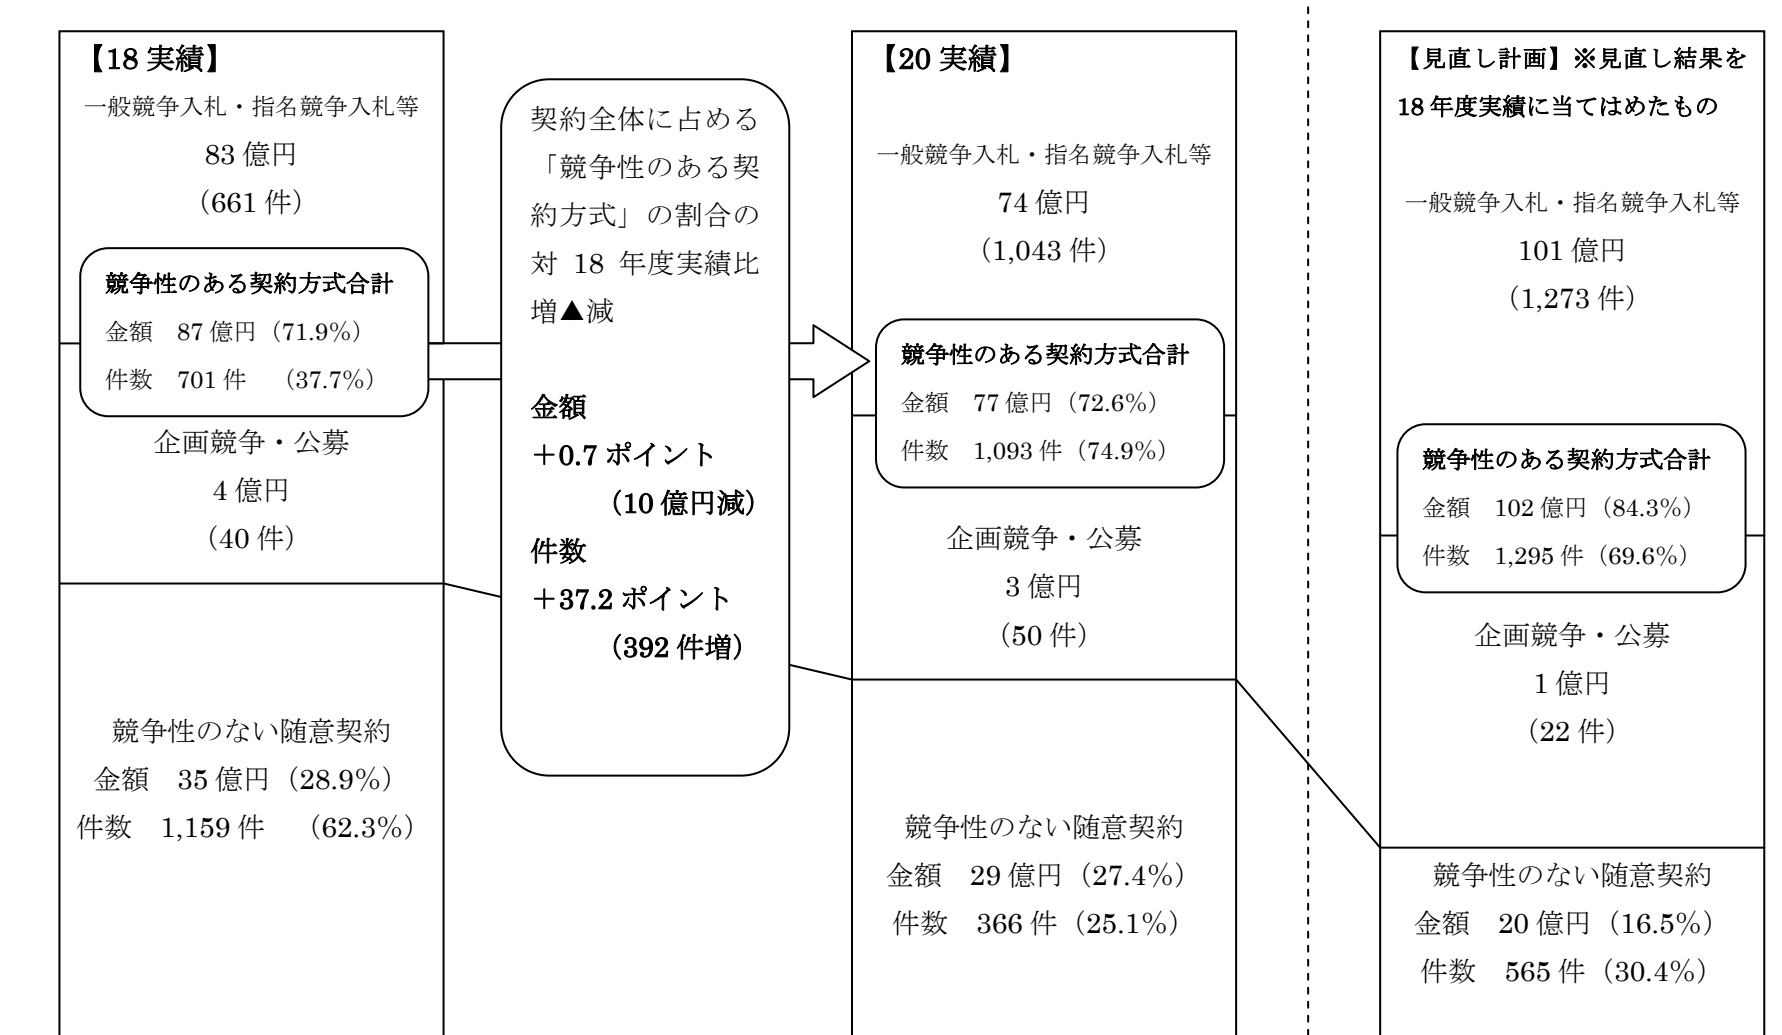 【18 実績】
一般競争入札・指名競争入札等
83 億円
（661 件）
競争性のある契約方式合計
金額　87 億円（71.9%）
件数　701 件　（37.7%）
企画競争・公募
4 億円
（40 件）
競争性のない随意契約
金額　35 億円（28.9%）
件数　1,159 件　（62.3%）
契約全体に占める
「競争性のある契
約方式」の割合の
対 18 年度実績比
増▲減
金額
＋0.7 ポイント
（10 億円減）
件数
＋37.2 ポイント
（392 件増）
【20 実績】
一般競争入札・指名競争入札等
74 億円
（1,043 件）
競争性のある契約方式合計
金額　77 億円（72.6%）
件数　1,093 件（74.9%）
企画競争・公募
3 億円
（50 件）
競争性のない随意契約
金額　29 億円（27.4%）
件数　366 件（25.1%）
【見直し計画】※見直し結果を
18 年度実績に当てはめたもの
一般競争入札・指名競争入札等
101 億円
（1,273 件）
競争性のある契約方式合計
金額　102 億円（84.3%）
件数　1,295 件（69.6%）
企画競争・公募
1 億円
（22 件）
競争性のない随意契約
金額　20 億円（16.5%）
件数　565 件（30.4%）